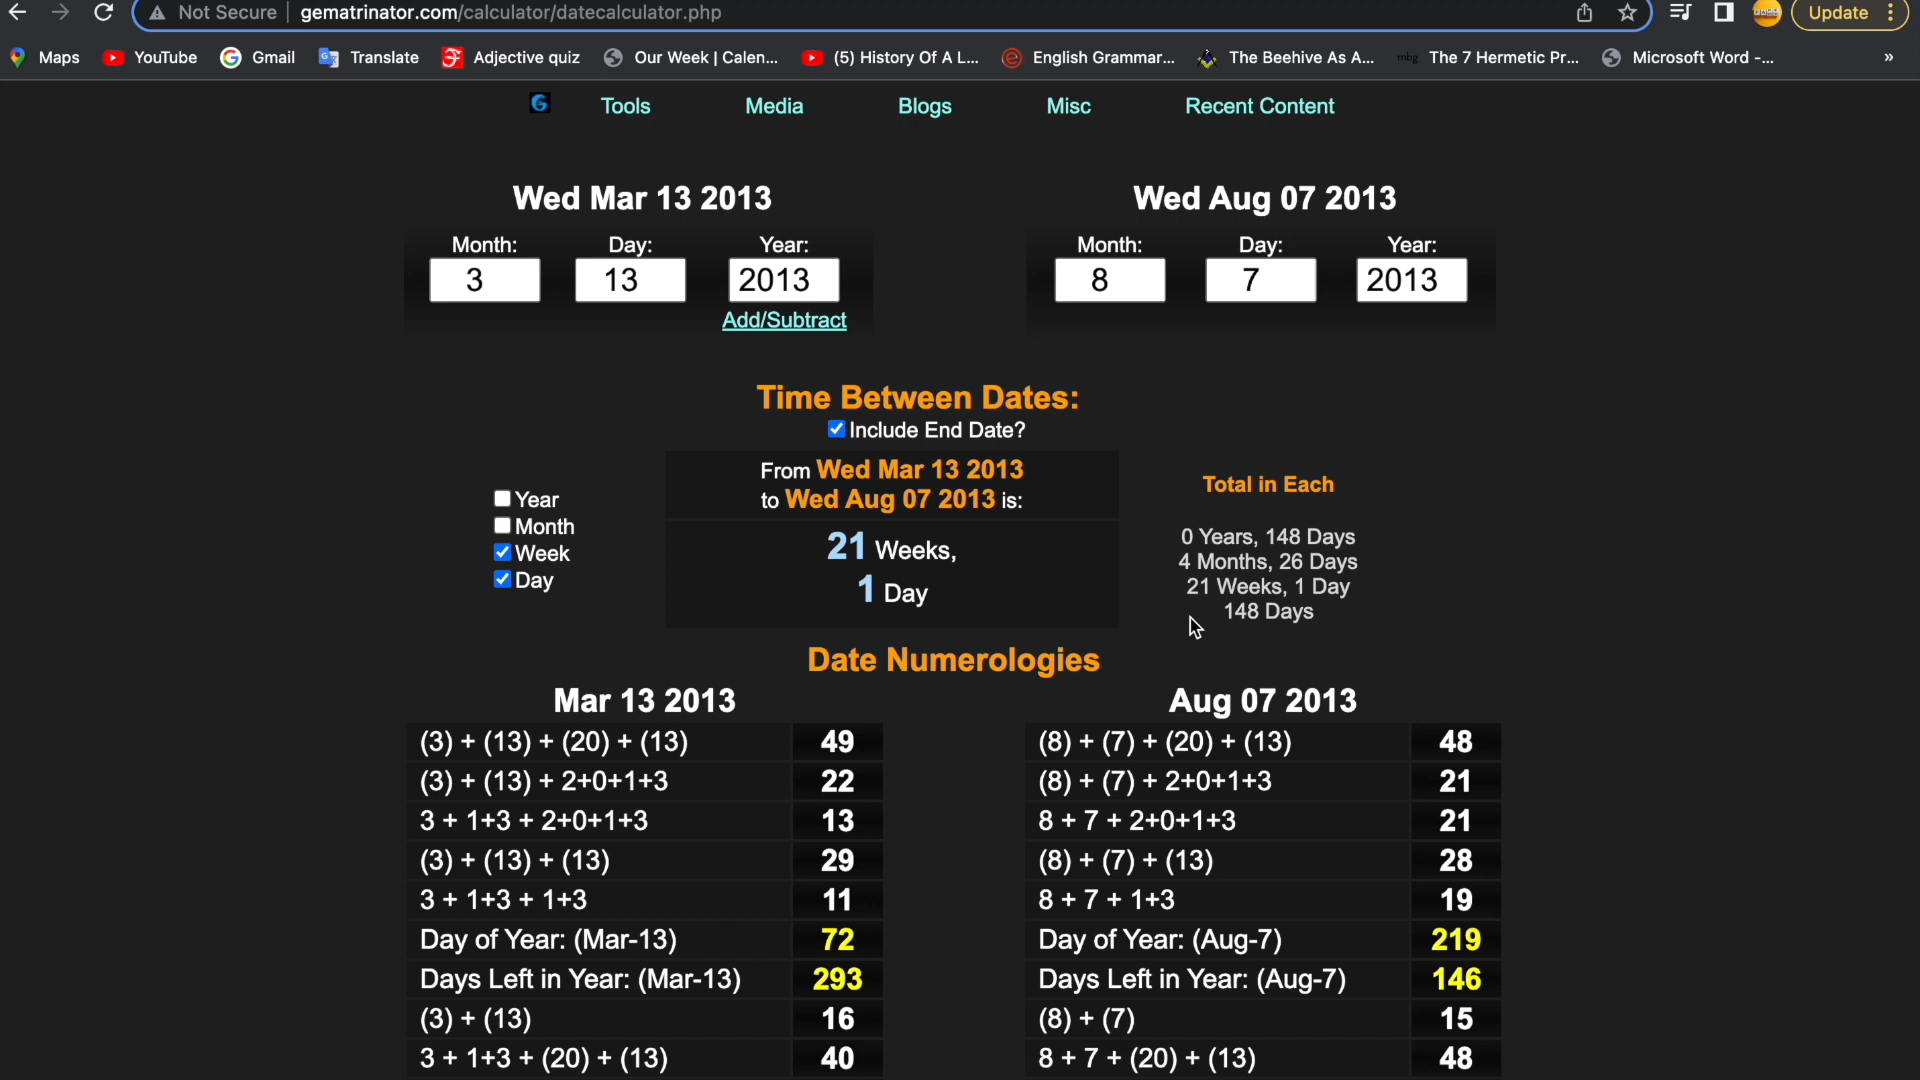 Not Secure gematrinator.com/calculator/datecalculator.php Update
Maps YouTube Gmail Translate Adjective quiz Our Week | Calen... (5) History Of A L... English Grammar... The Beehive As A... mbg The 7 Hermetic Pr... Microsoft Word -... »
G Tools Media Blogs Misc Recent Content
Wed Mar 13 2013
Month: Day: Year:
3 13 2013
Add/Subtract
Wed Aug 07 2013
Month: Day: Year:
8 7 2013
Time Between Dates:
Include End Date?
Year
Month
Week
Day
From Wed Mar 13 2013
to Wed Aug 07 2013 is:
21 Weeks,
1 Day
Total in Each
0 Years, 148 Days
4 Months, 26 Days
21 Weeks, 1 Day
148 Days
Date Numerologies
Mar 13 2013
(3) + (13) + (20) + (13) 49
(3) + (13) + 2+0+1+3 22
3 + 1+3 + 2+0+1+3 13
(3) + (13) + (13) 29
3 + 1+3 + 1+3 11
Day of Year: (Mar-13) 72
Days Left in Year: (Mar-13) 293
(3) + (13) 16
3 + 1+3 + (20) + (13) 40
Aug 07 2013
(8) + (7) + (20) + (13) 48
(8) + (7) + 2+0+1+3 21
8 + 7 + 2+0+1+3 21
(8) + (7) + (13) 28
8 + 7 + 1+3 19
Day of Year: (Aug-7) 219
Days Left in Year: (Aug-7) 146
(8) + (7) 15
8 + 7 + (20) + (13) 48